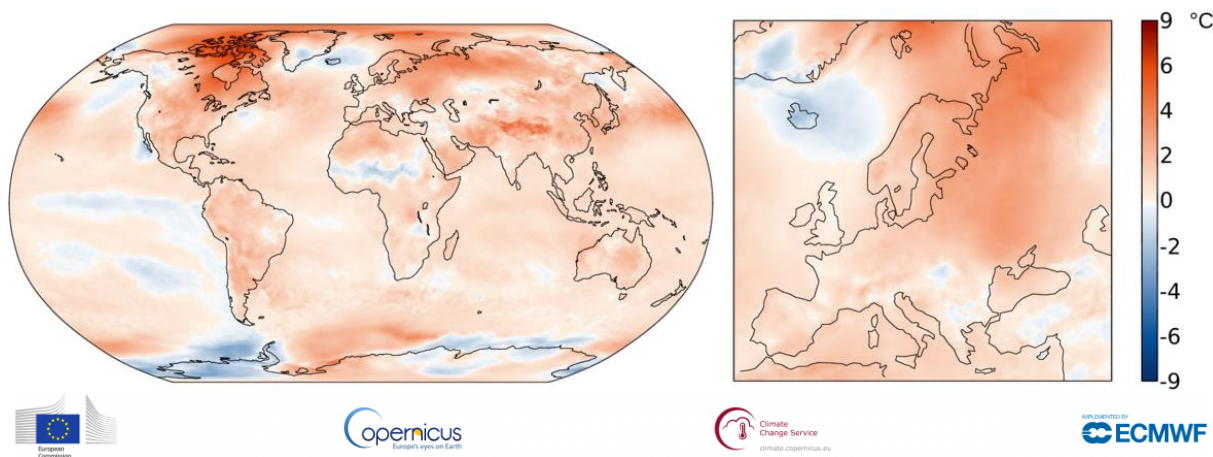 9 °C
6
4
2
0
-2
-4
-6
-9
European
Commission
opernicus
Europe's eyes on Earth
Climate
Change Service
climate.copernicus.eu
IMPLEMENTED BY
ECMWF